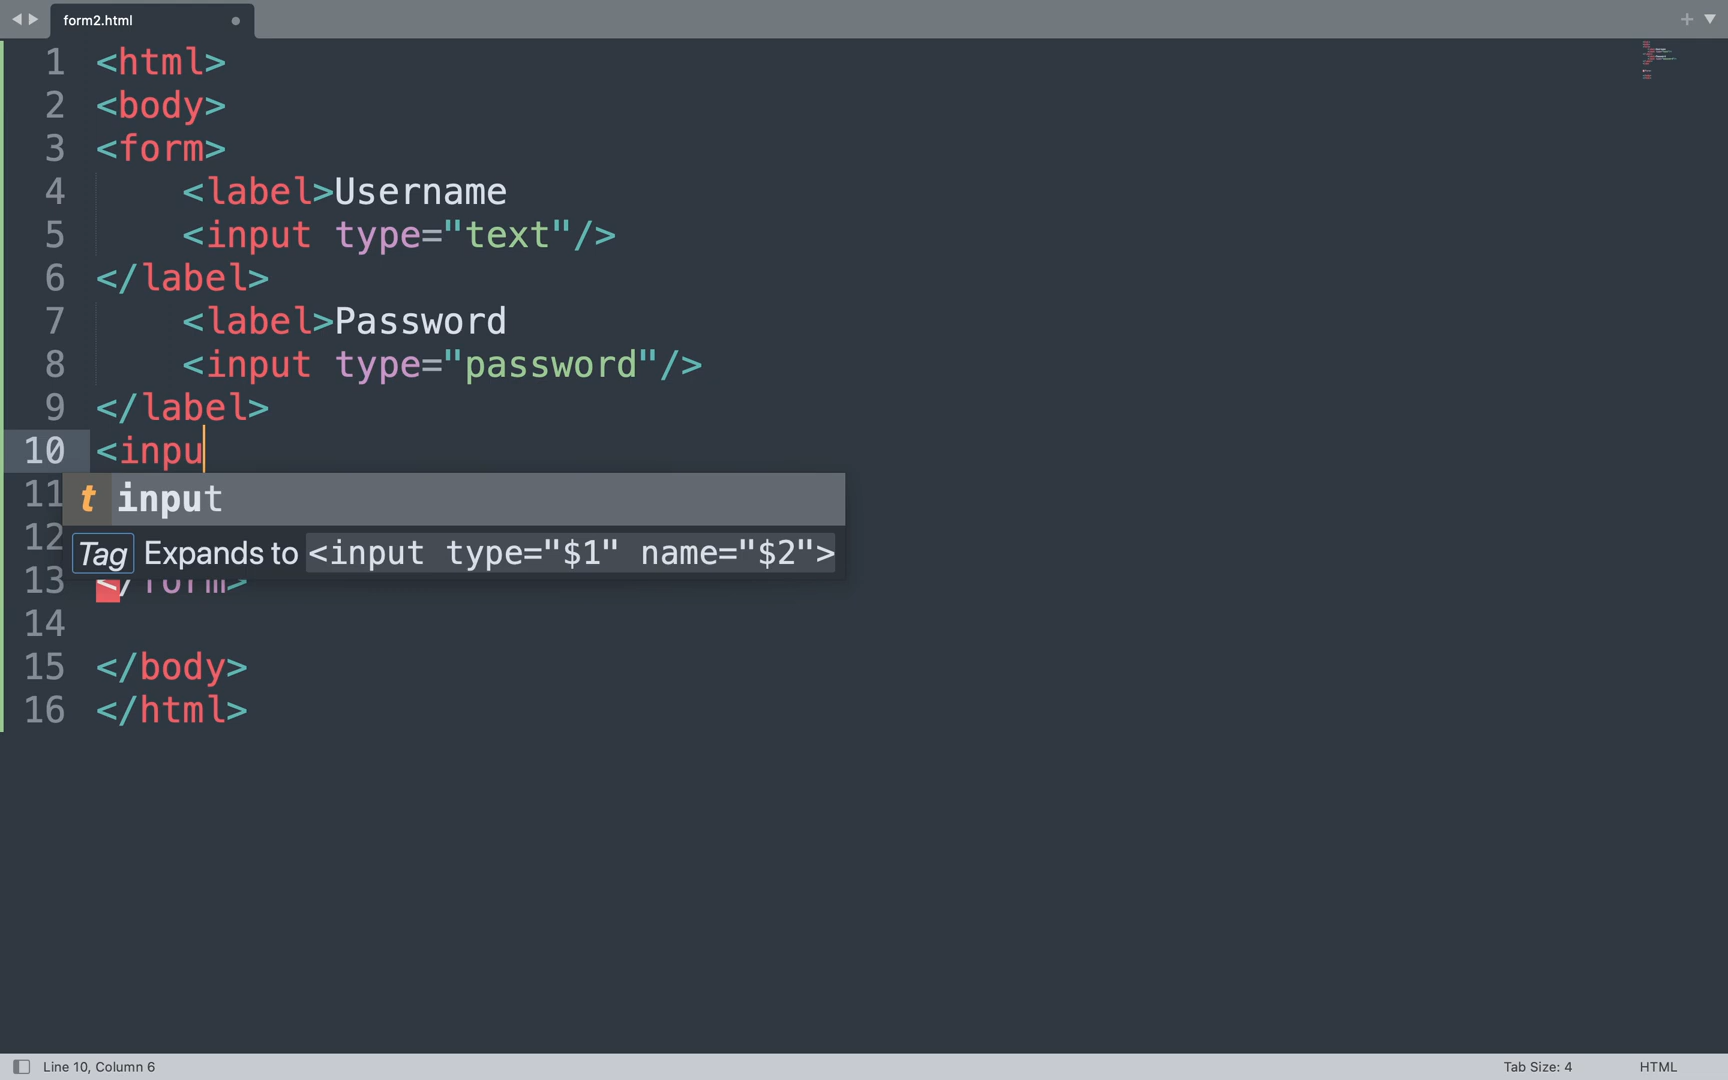 form2.html
1 <html>
2 <body>
3 <form>
4 <label>Username
5 <input type="text"/>
6 </label>
7 <label>Password
8 <input type="password"/>
9 </label>
10 <inpu
11 t input
12 Tag Expands to <input type="$1" name="$2">
13 </form>
14
15 </body>
16 </html>
Line 10, Column 6
Tab Size: 4
HTML